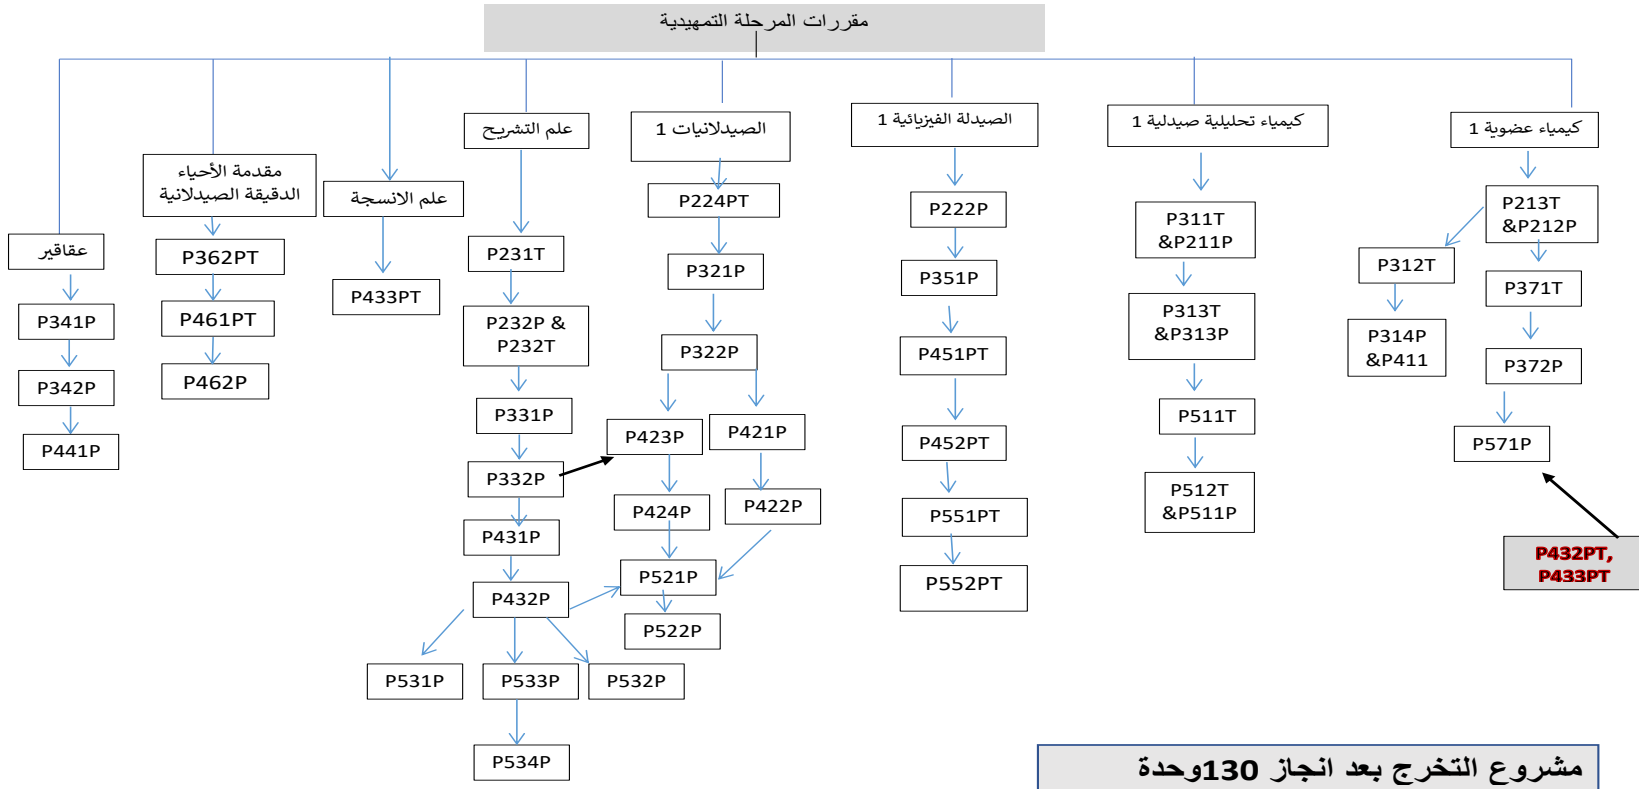 مقررات المرحلة التمهيدية
كيمياء عضوية 1
P213T
&P212P
P312T
P314P
&P411
P371T
P372P
P571P
P432PT,
P433PT
كيمياء تحليلية صيدلية 1
P311T
&P211P
P313T
&P313P
P511T
P512T
&P511P
الصيدلة الفيزيائية 1
P222P
P351P
P451PT
P452PT
P551PT
P552PT
الصيدلانيات 1
P224PT
P321P
P322P
P423P
P421P
P424P
P422P
P521P
P522P
علم التشريح
P231T
P232P &
P232T
P331P
P332P
P431P
P432P
P531P
P533P
P532P
P534P
علم الانسجة
P433PT
مقدمة الأحياء
الدقيقة الصيدلانية
P362PT
P461PT
P462P
عقاقير
P341P
P342P
P441P
مشروع التخرج بعد انجاز 130وحدة